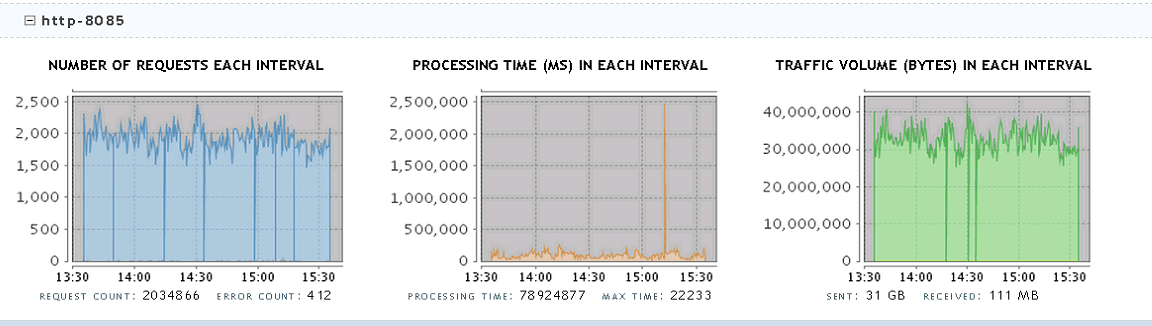 http-8085
NUMBER OF REQUESTS EACH INTERVAL
2,500
2,000
1,500
1,000
500
0
13:30 14:00 14:30 15:00 15:30
REQUEST COUNT: 2034866 ERROR COUNT: 412
PROCESSING TIME (MS) IN EACH INTERVAL
2,500,000
2,000,000
1,500,000
1,000,000
500,000
0
13:30 14:00 14:30 15:00 15:30
PROCESSING TIME: 78924877 MAX TIME: 22233
TRAFFIC VOLUME (BYTES) IN EACH INTERVAL
40,000,000
30,000,000
20,000,000
10,000,000
0
13:30 14:00 14:30 15:00 15:30
SENT: 31 GB RECEIVED: 111 MB